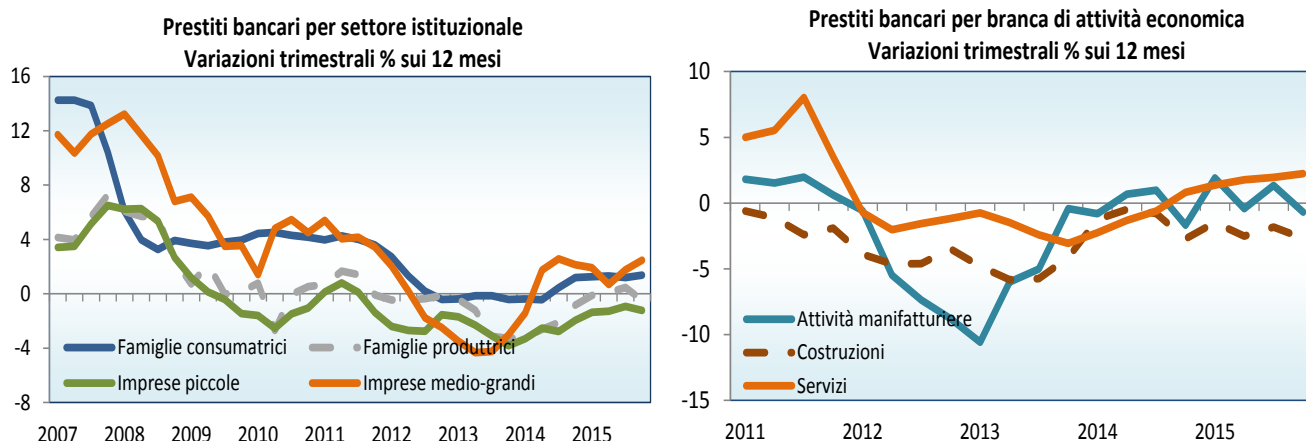 Prestiti bancari per settore istituzionale
Variazioni trimestrali % sui 12 mesi
16
12
8
4
0
-4
-8
Famiglie consumatrici
Famiglie produttrici
Imprese piccole
Imprese medio-grandi
2007 2008 2009 2010 2011 2012 2013 2014 2015
Prestiti bancari per branca di attività economica
Variazioni trimestrali % sui 12 mesi
10
5
0
-5
-10
-15
Attività manifatturiere
Costruzioni
Servizi
2011 2012 2013 2014 2015